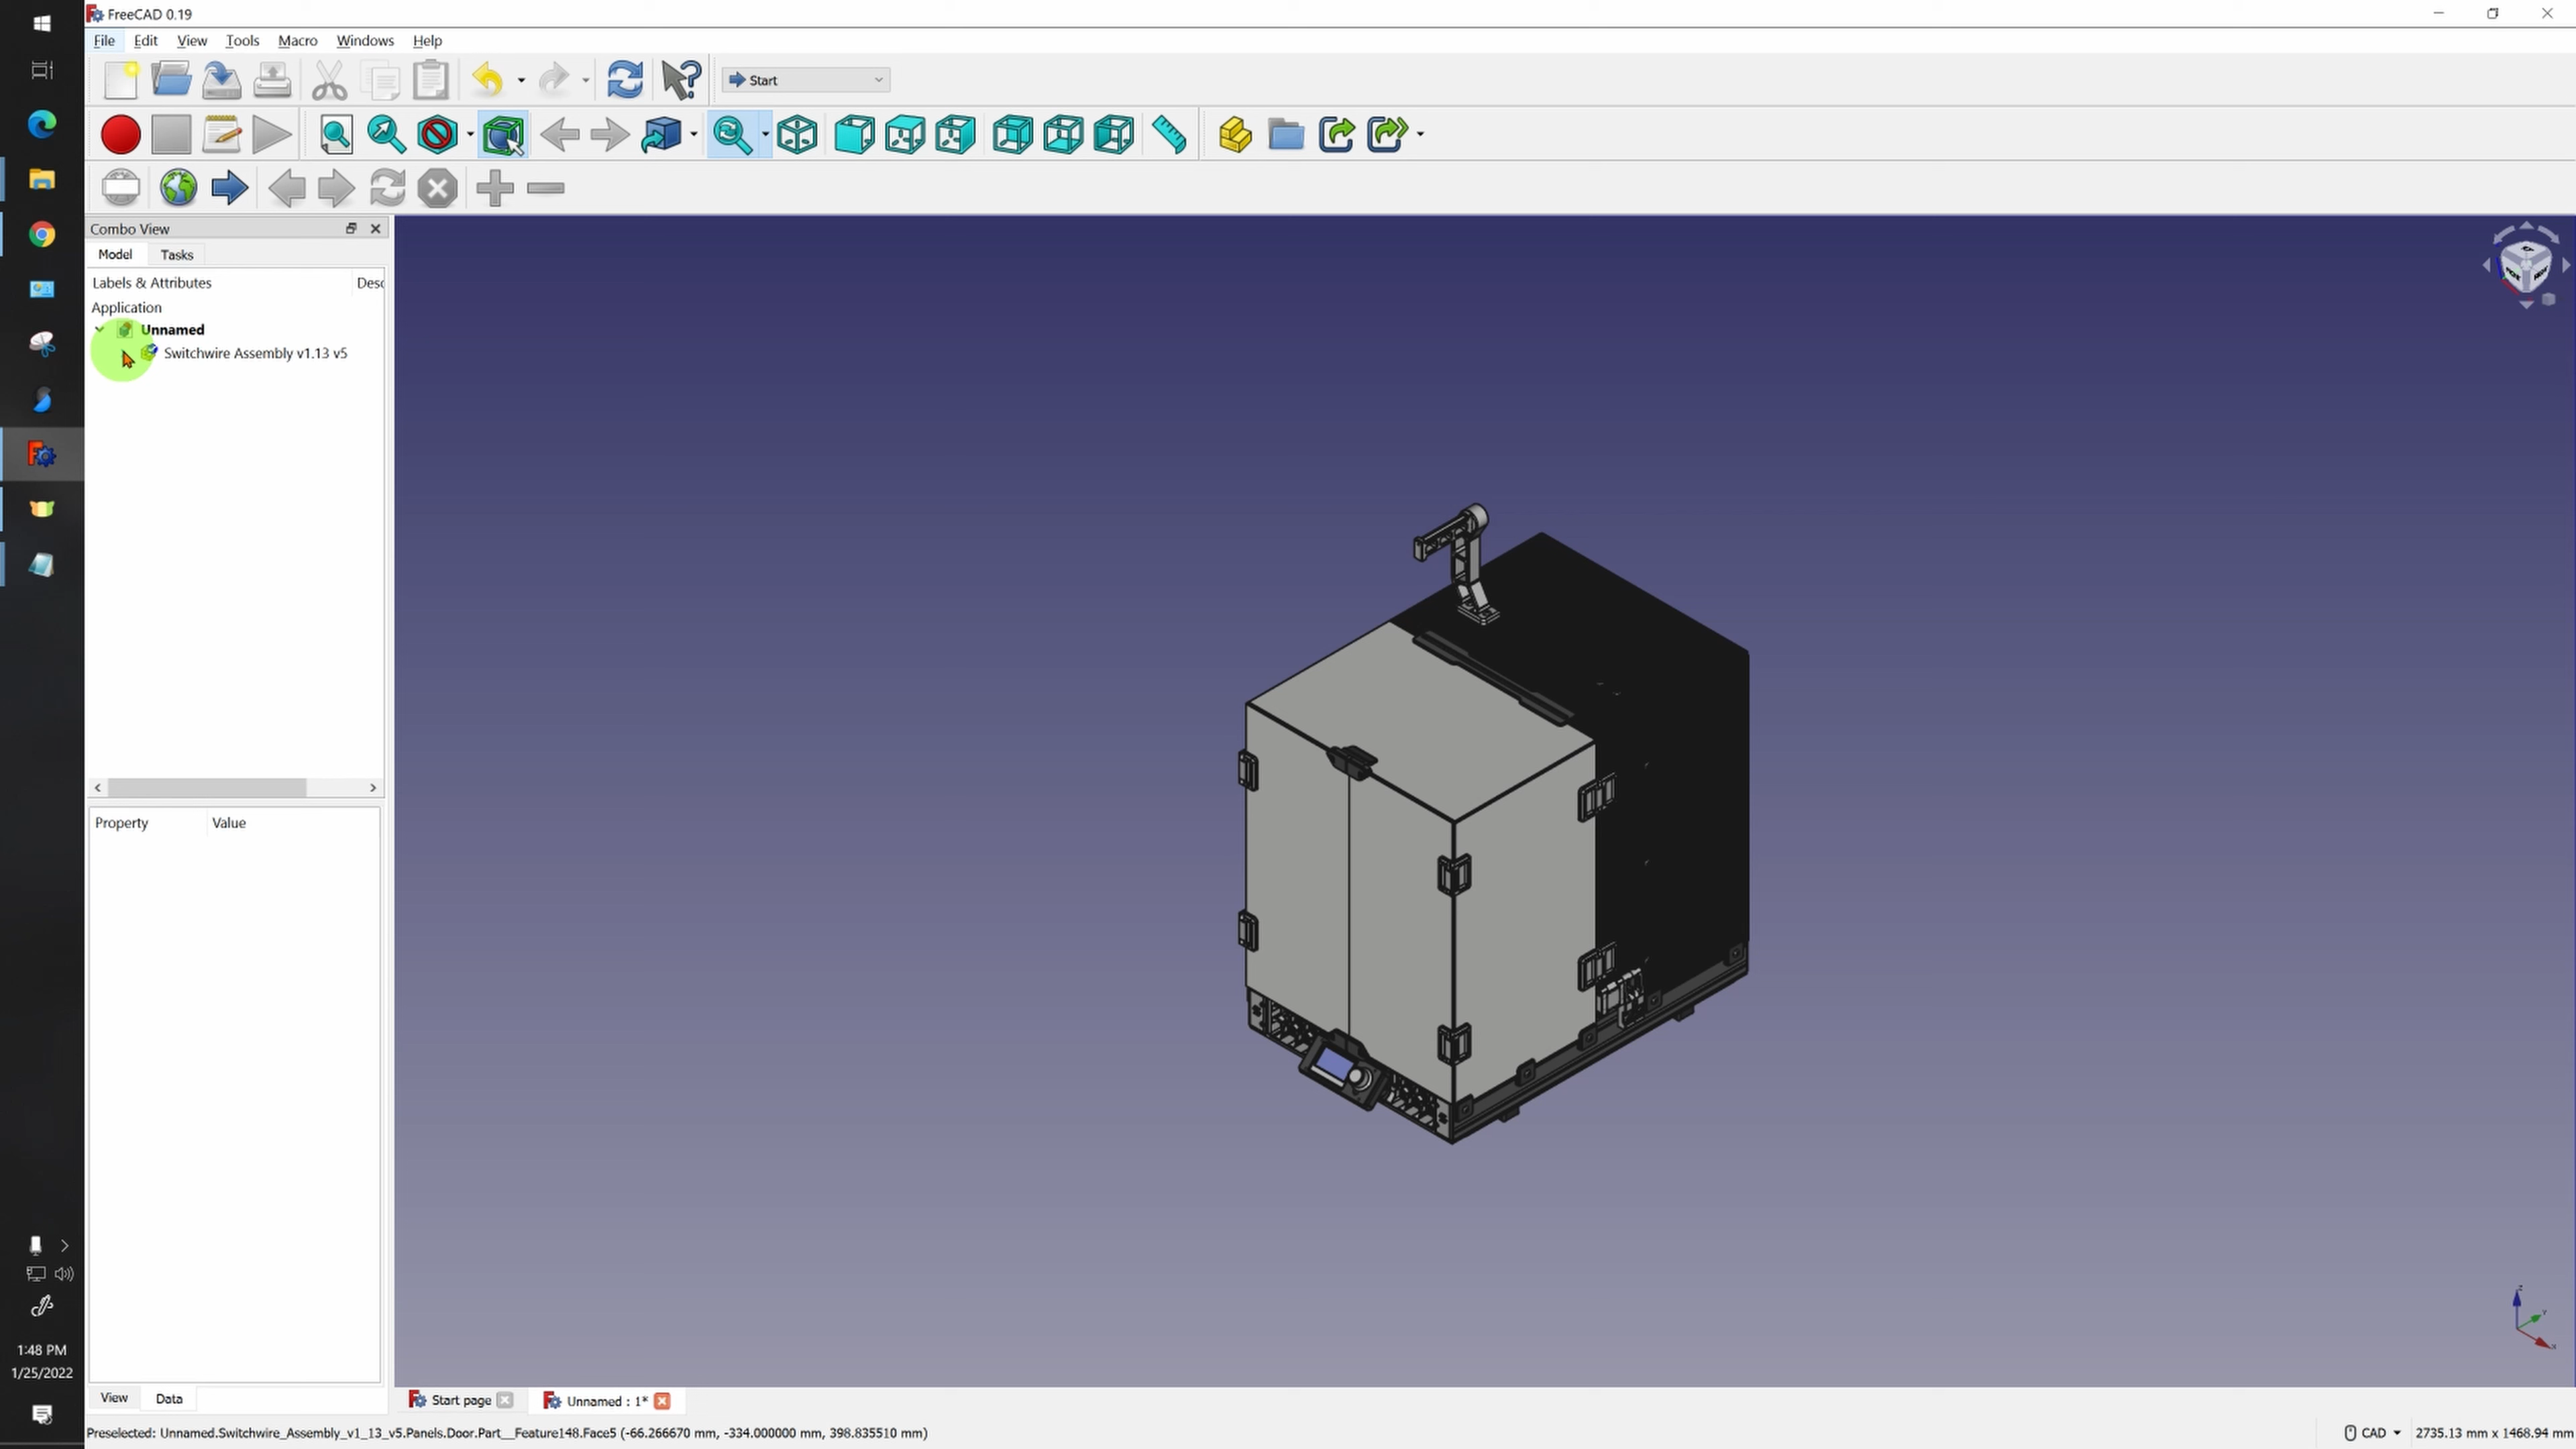 FreeCAD 0.19
File Edit View Tools Macro Windows Help
Start
Combo View
Model Tasks
Labels & Attributes Desc
Application
Unnamed
Switchwire Assembly v1.13 v5
Property Value
1:48 PM
1/25/2022
View Data
Start page Unnamed : 1*
Preselected: Unnamed.Switchwire_Assembly_v1_13_v5.Panels.Door.Part__Feature148.Face5 (-66.266670 mm, -334.000000 mm, 398.835510 mm)
CAD 2735.13 mm x 1468.94 mm